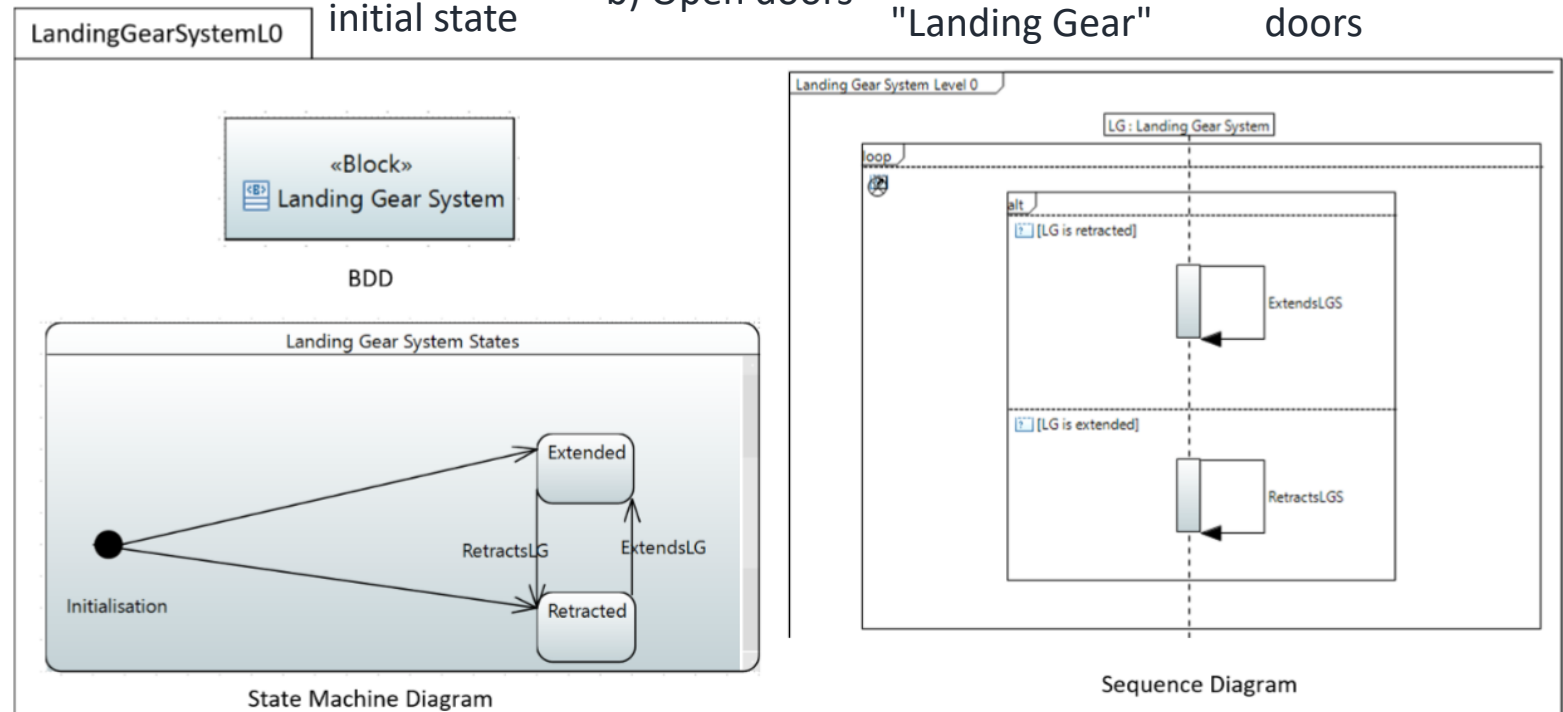 initial state
b) Open doors
"Landing Gear"
doors
LandingGearSystemL0
«Block»
Landing Gear System
BDD
Landing Gear System States
Extended
RetractsLG
ExtendsLG
Initialisation
Retracted
State Machine Diagram
Landing Gear System Level 0
LG : Landing Gear System
loop
alt
[LG is retracted]
ExtendsLGS
[LG is extended]
RetractsLGS
Sequence Diagram